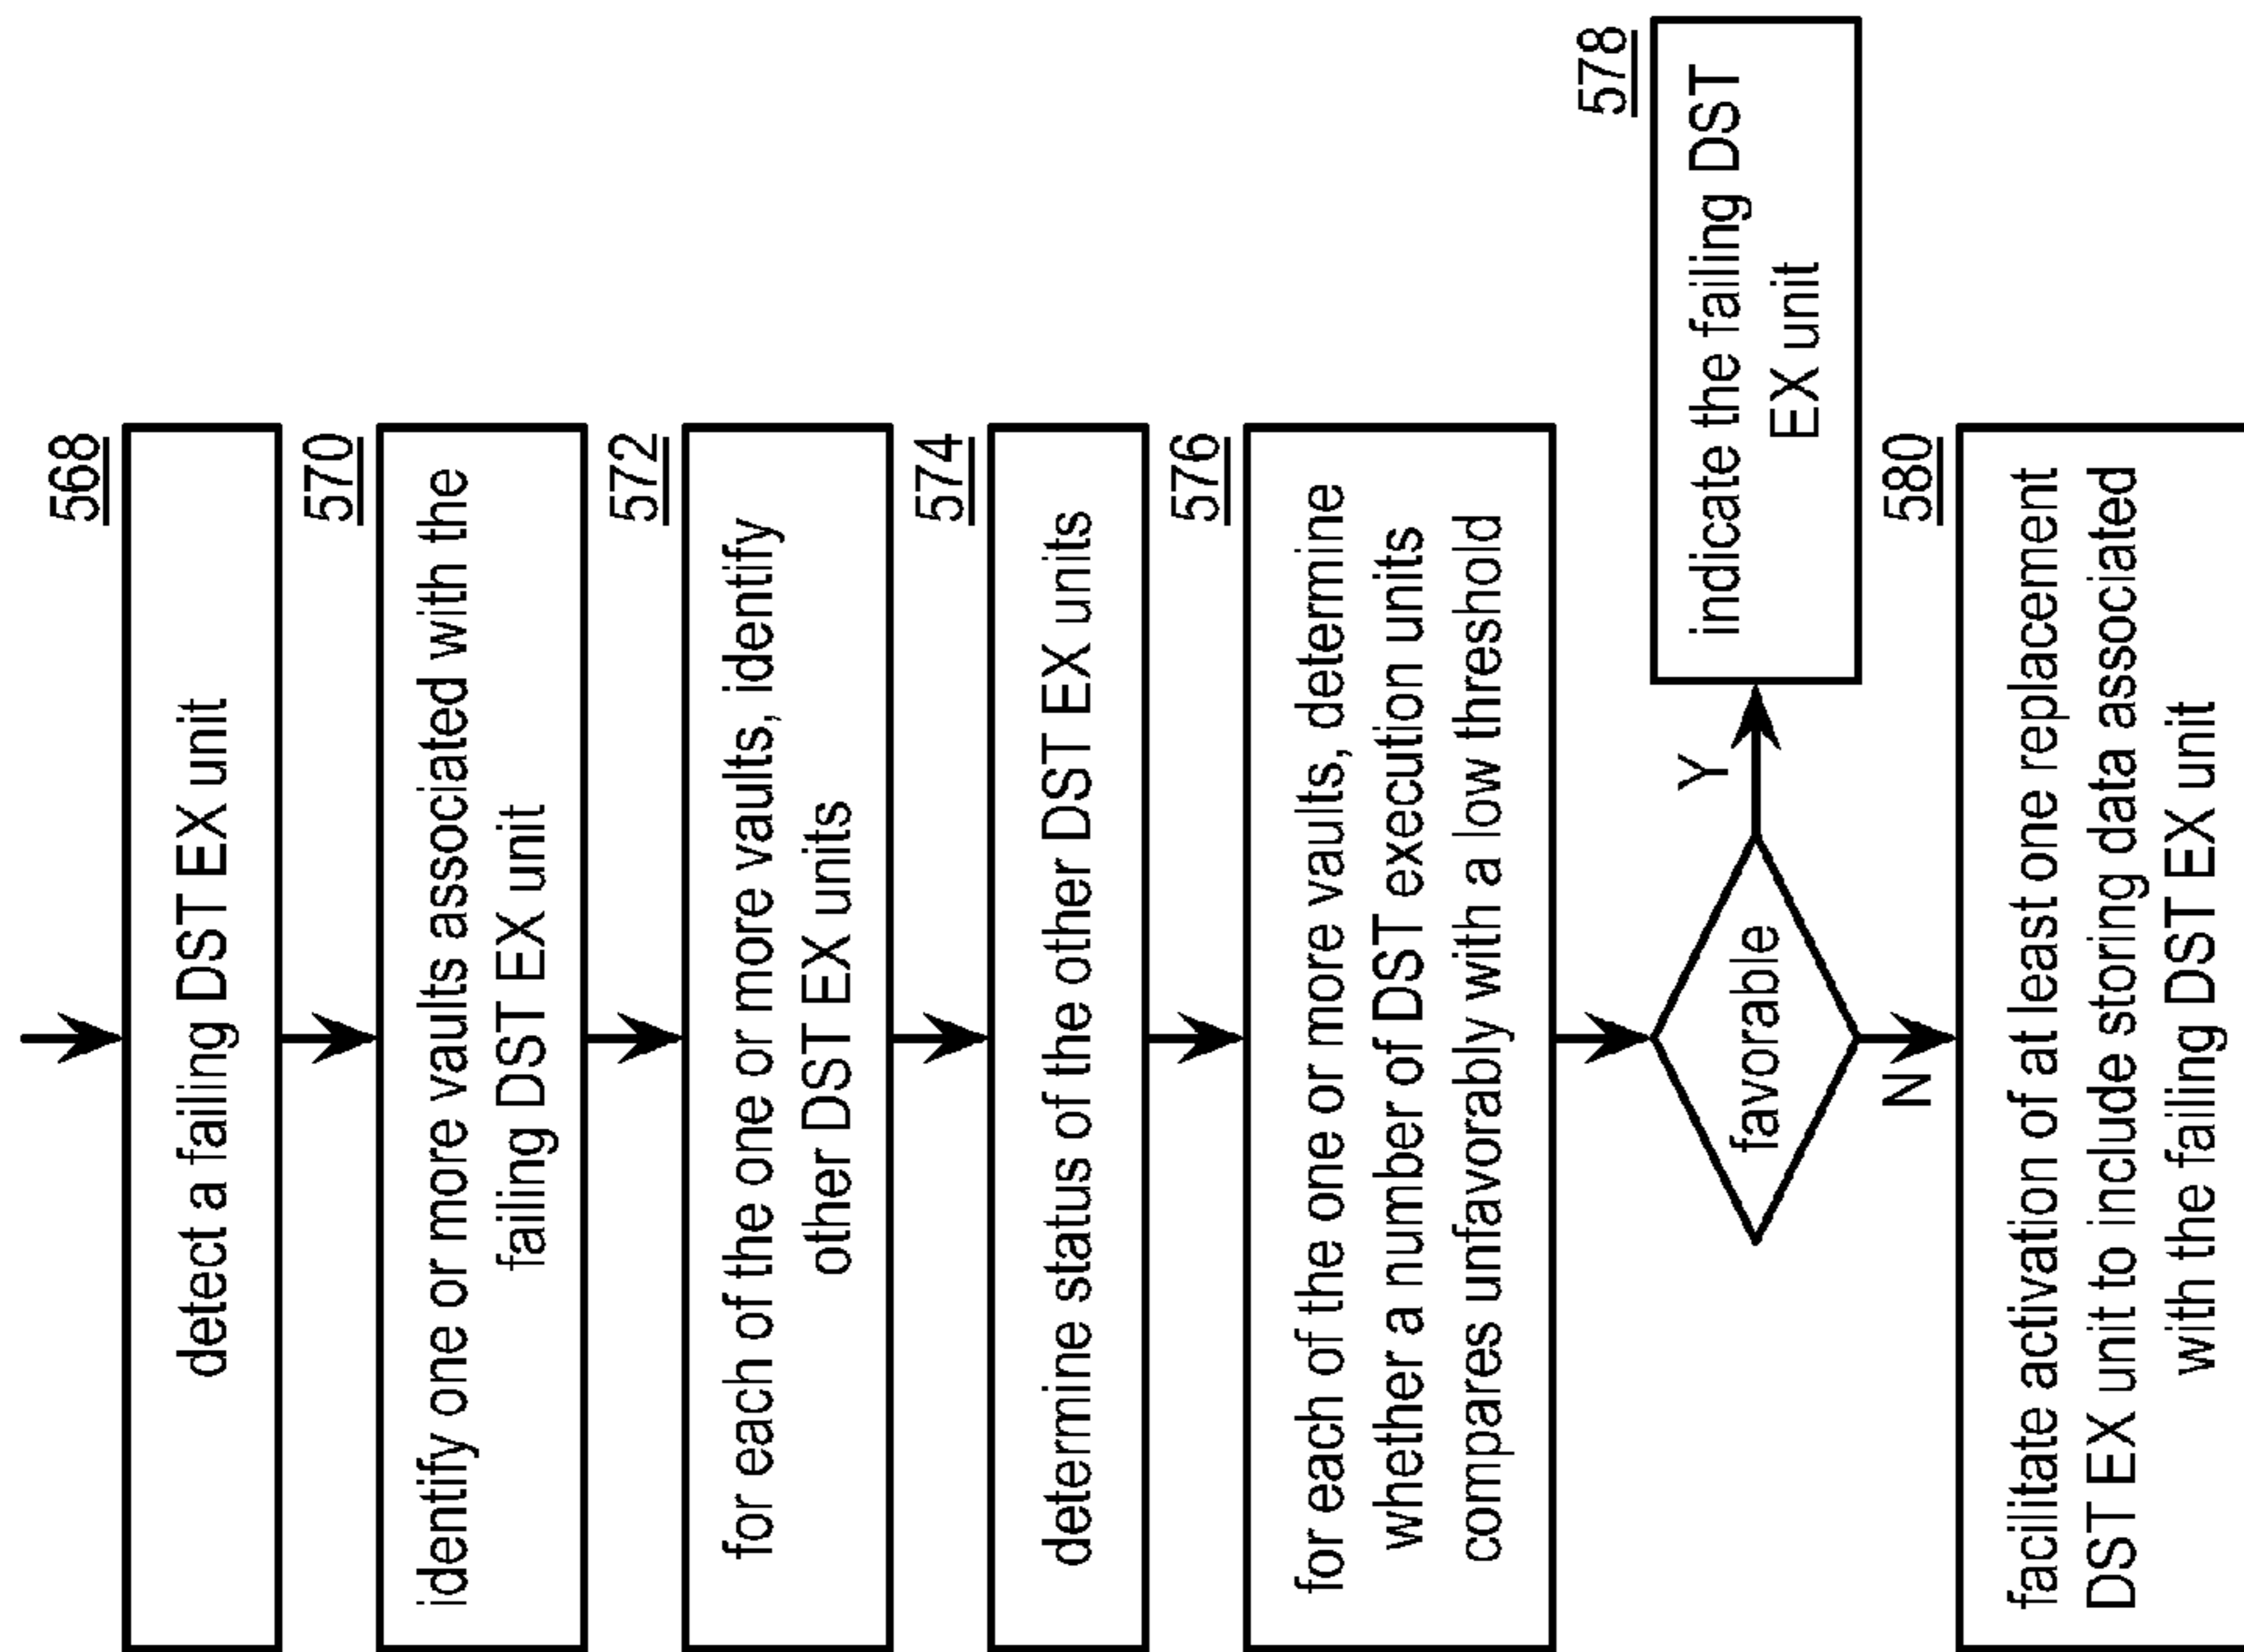 568
detect a failing DST EX unit
570
identify one or more vaults associated with the
failing DST EX unit
572
for each of the one or more vaults, identify
other DST EX units
574
determine status of the other DST EX units
576
for each of the one or more vaults, determine
whether a number of DST execution units
compares unfavorably with a low threshold
favorable
Y
578
indicate the failing DST
EX unit
N
580
facilitate activation of at least one replacement
DST EX unit to include storing data associated
with the failing DST EX unit